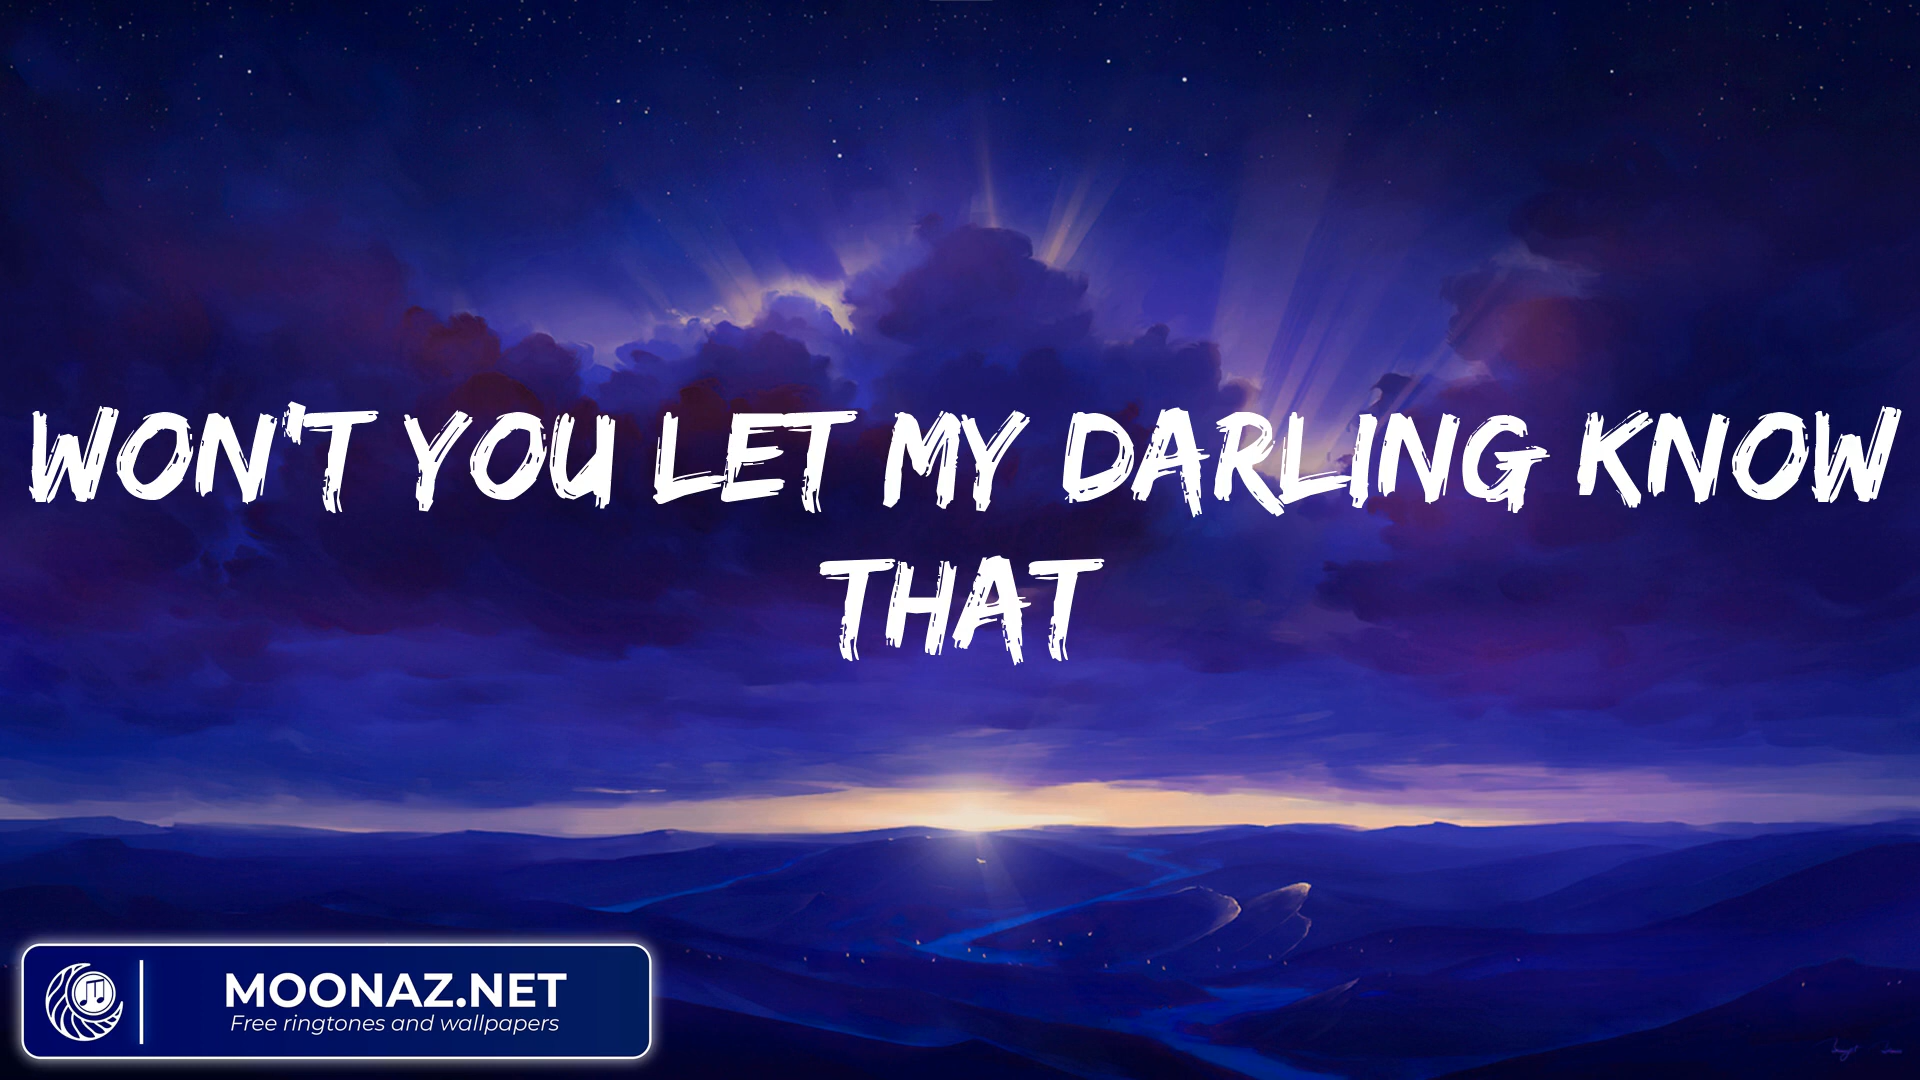 WON'T YOU LET MY DARLING KNOW
THAT
MOONAZ.NET
Free ringtones and wallpapers